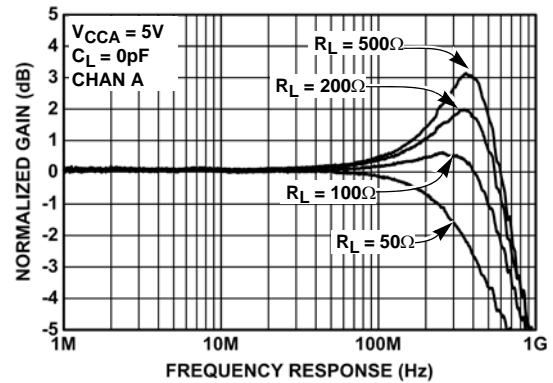 5
4
3
2
1
0
-1
-2
-3
-4
-5
NORMALIZED GAIN (dB)
VCCA = 5V
CL = 0pF
CHAN A
RL = 500Ω
RL = 200Ω
RL = 100Ω
RL = 50Ω
1M
10M
100M
1G
FREQUENCY RESPONSE (Hz)